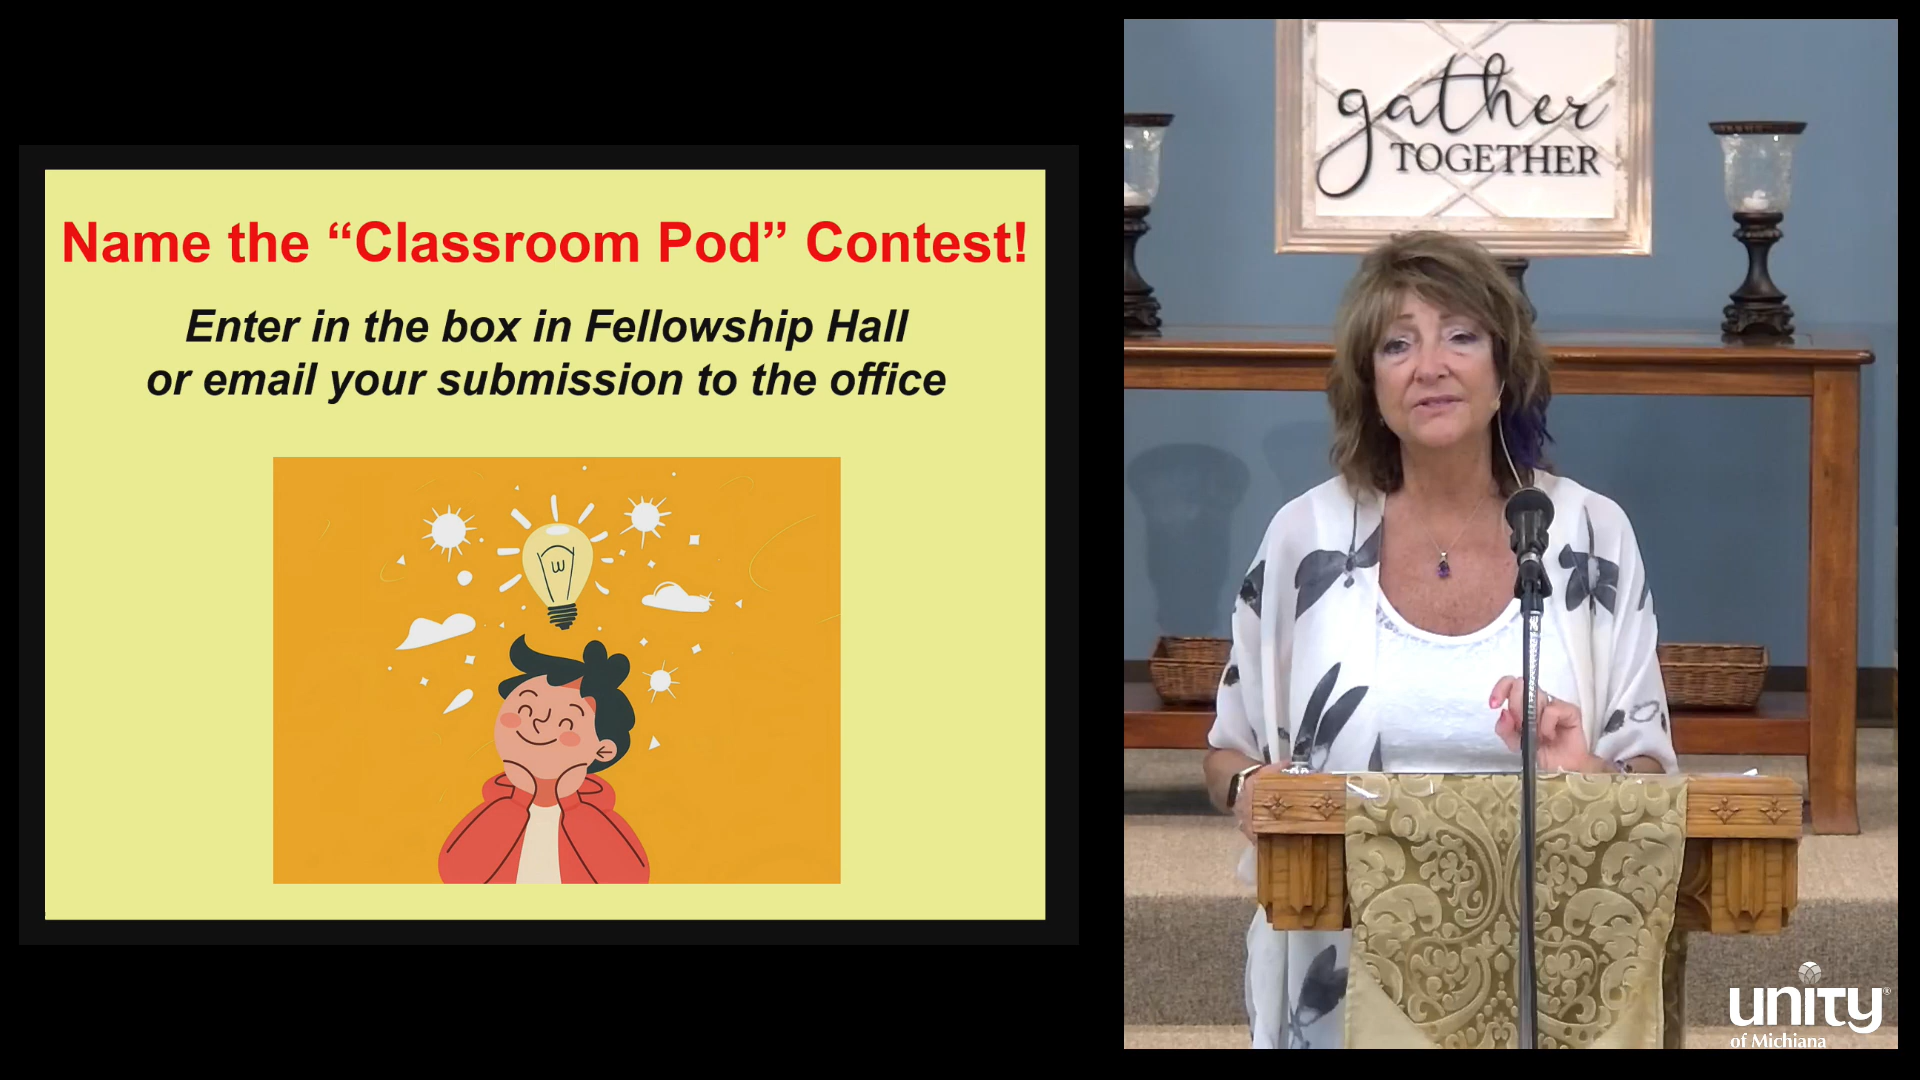 Name the “Classroom Pod” Contest!
Enter in the box in Fellowship Hall
or email your submission to the office
gather
TOGETHER
unity®
of Michiana